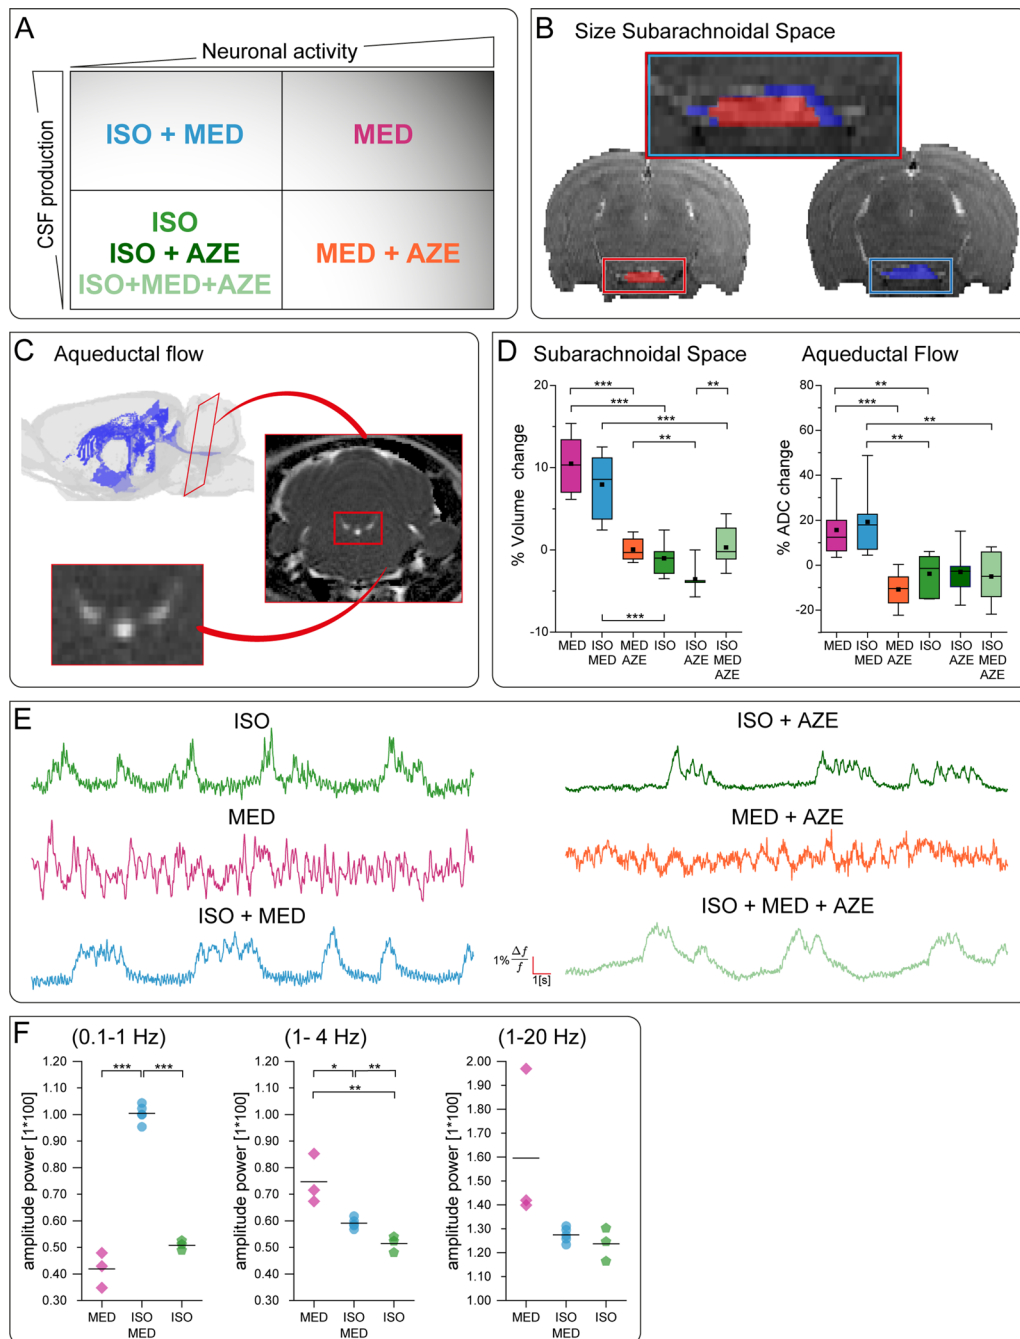 A
Neuronal activity
CSF production
ISO + MED
MED
ISO
ISO + AZE
ISO+MED+AZE
MED + AZE
B Size Subarachnoidal Space
C Aqueductal flow
D Subarachnoidal Space
% Volume change
20
10
0
-10
***
***
***
**
**
***
MED
ISO
MED
MED
AZE
ISO
ISO
AZE
ISO
MED
AZE
Aqueductal Flow
% ADC change
80
60
40
20
0
-20
**
***
**
**
MED
ISO
MED
MED
AZE
ISO
ISO
AZE
ISO
MED
AZE
E
ISO
MED
ISO + MED
ISO + AZE
MED + AZE
ISO + MED + AZE
1% Δf/f
1[s]
F
(0.1-1 Hz)
amplitude power [1*100]
1.20
1.10
1.00
0.90
0.80
0.70
0.60
0.50
0.40
0.30
*** ***
MED
ISO
MED
ISO
(1- 4 Hz)
amplitude power [1*100]
1.20
1.10
1.00
0.90
0.80
0.70
0.60
0.50
0.40
0.30
* **
**
MED
ISO
MED
ISO
(1-20 Hz)
amplitude power [1*100]
2.00
1.90
1.80
1.70
1.60
1.50
1.40
1.30
1.20
1.10
1.00
MED
ISO
MED
ISO